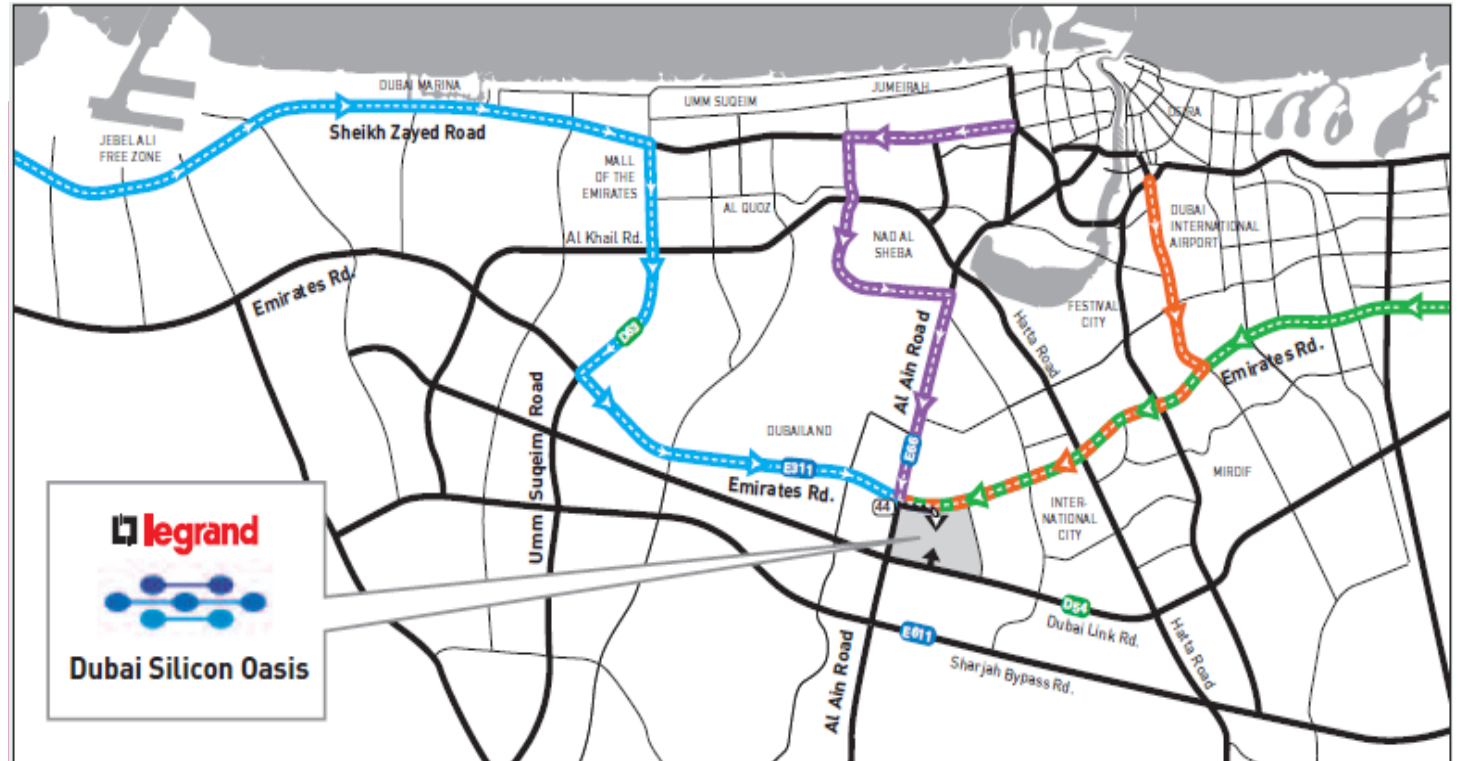 DUBAI MARINA
UMM SUQEIM
JUMEIRAH
DEIRA
Sheikh Zayed Road
JEBEL ALI
FREE ZONE
MALL
OF THE
EMIRATES
AL QUOZ
DUBAI
INTERNATIONAL
AIRPORT
Al Khail Rd.
NAD AL
SHEBA
Emirates Rd.
FESTIVAL
CITY
Hatta Road
D63
Emirates Rd.
Al Ain Road
Umm Suqeim Road
DUBAILAND
E66
E311
Emirates Rd.
MIRDIF
44
INTER-
NATIONAL
CITY
legrand
Dubai Silicon Oasis
D54
Dubai Link Rd.
E611
Sharjah Bypass Rd.
Al Ain Road
Hatta Road